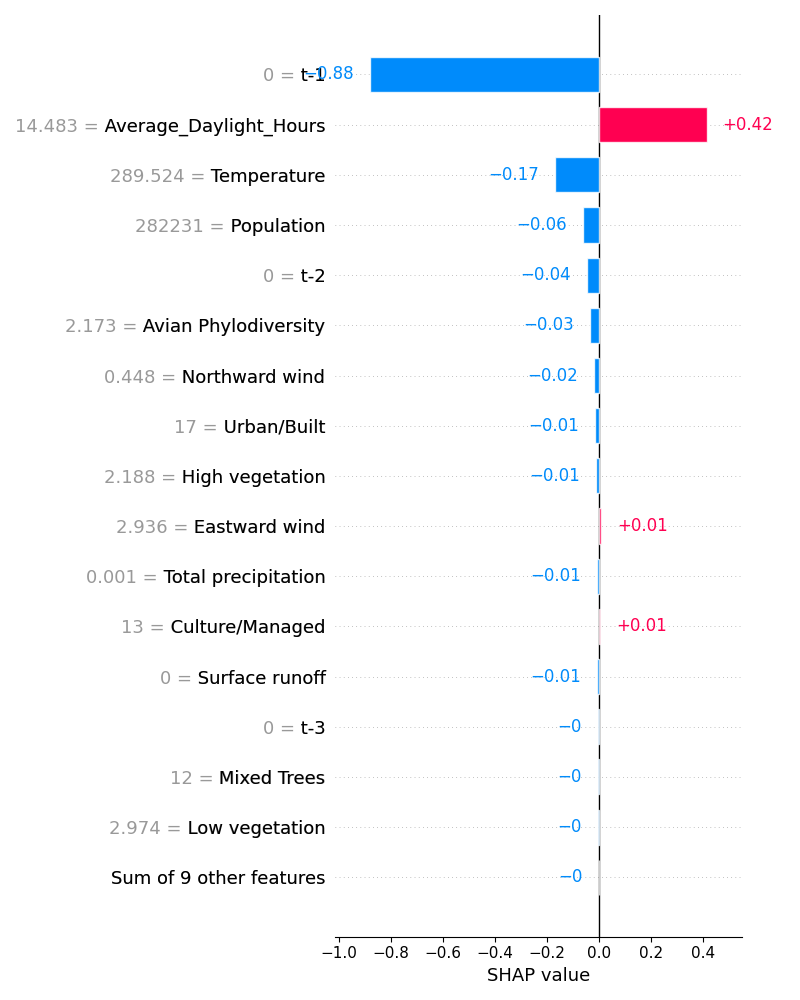 0 = t-1 −0.88
14.483 = Average_Daylight_Hours +0.42
289.524 = Temperature −0.17
282231 = Population −0.06
0 = t-2 −0.04
2.173 = Avian Phylodiversity −0.03
0.448 = Northward wind −0.02
17 = Urban/Built −0.01
2.188 = High vegetation −0.01
2.936 = Eastward wind +0.01
0.001 = Total precipitation −0.01
13 = Culture/Managed +0.01
0 = Surface runoff −0.01
0 = t-3 −0
12 = Mixed Trees −0
2.974 = Low vegetation −0
Sum of 9 other features −0
−1.0 −0.8 −0.6 −0.4 −0.2 0.0 0.2 0.4
SHAP value